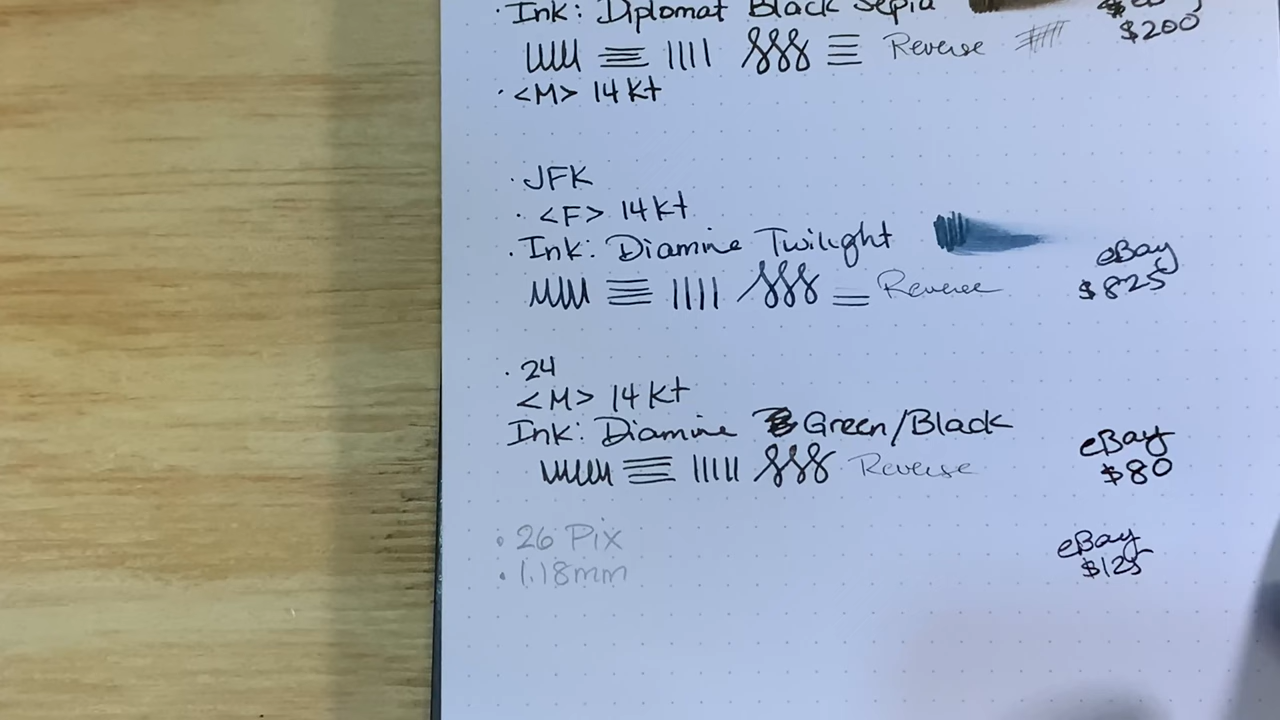 · Ink: Diplomat Black Sepia
$200
Reverse
· <M> 14 Kt
· JFK
· <F> 14 Kt
· Ink: Diamine Twilight
eBay
Reverse $825
· 24
<M> 14 Kt
Ink: Diamine Green/Black
eBay
Reverse $80
· 26 Pix eBay
· 1.18mm $125